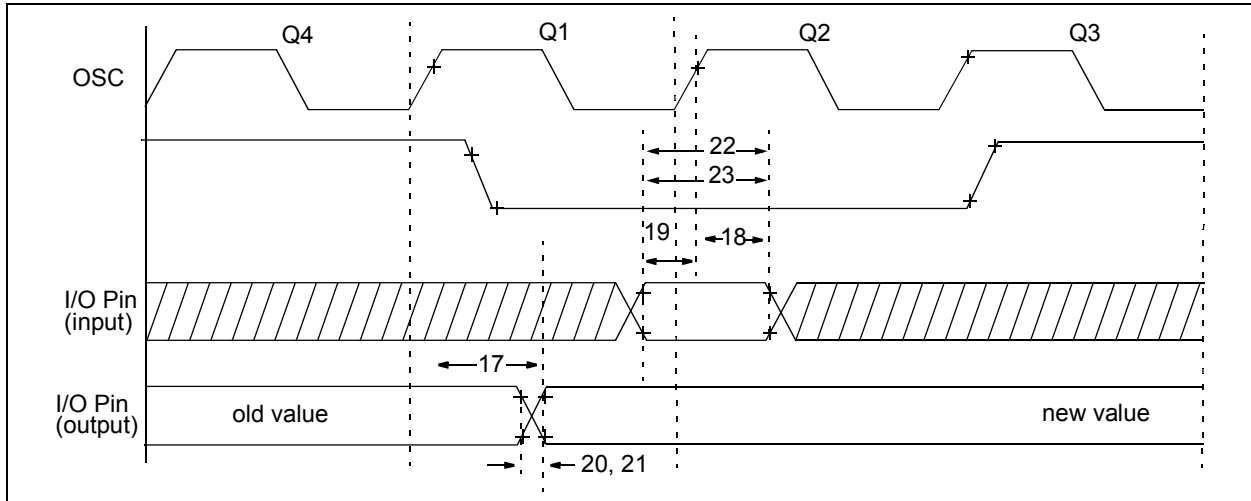 Q4 Q1 Q2 Q3
OSC
22
23
19
18
I/O Pin
(input)
17
I/O Pin
(output)
old value
new value
20, 21